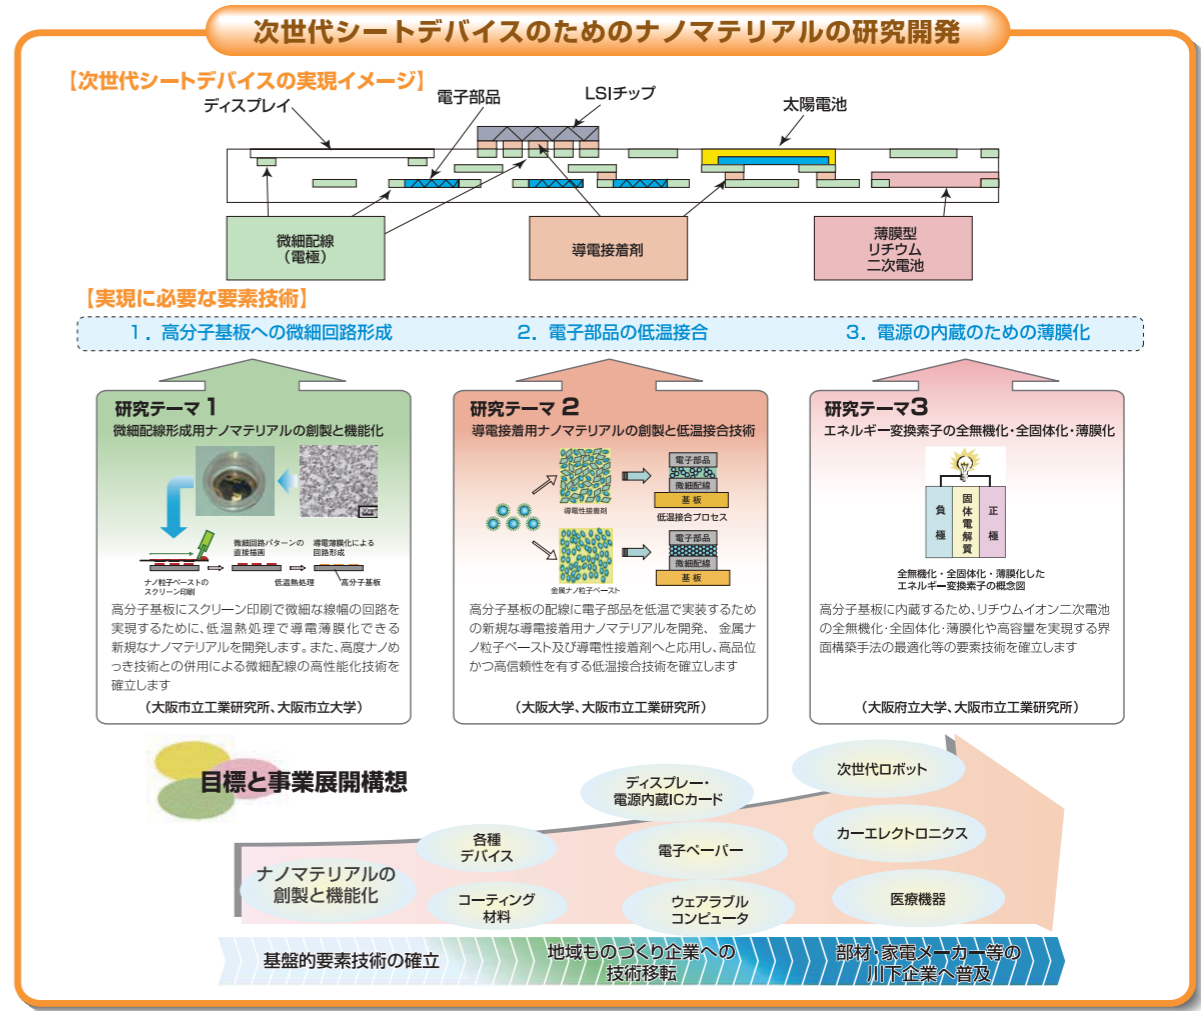 次世代シートデバイスのためのナノマテリアルの研究開発
【次世代シートデバイスの実現イメージ】
ディスプレイ
電子部品
LSIチップ
太陽電池
微細配線
（電極）
導電接着剤
薄膜型
リチウム
二次電池
【実現に必要な要素技術】
1．高分子基板への微細回路形成
2．電子部品の低温接合
3．電源の内蔵のための薄膜化
研究テーマ 1
微細配線形成用ナノマテリアルの創製と機能化
微細回路パターンの
直接描画
導電薄膜化による
回路形成
ナノ粒子ペーストの
スクリーン印刷
低温熱処理
高分子基板
高分子基板にスクリーン印刷で微細な線幅の回路を
実現するために、低温熱処理で導電薄膜化できる
新規なナノマテリアルを開発します。また、高度ナノめ
っき技術との併用による微細配線の高性能化技術を
確立します
（大阪市立工業研究所、大阪市立大学）
研究テーマ 2
導電接着用ナノマテリアルの創製と低温接合技術
導電性接着剤
電子部品
微細配線
基 板
低温接合プロセス
金属ナノ粒子ペースト
電子部品
微細配線
基 板
高分子基板の配線に電子部品を低温で実装するため
の新規な導電接着用ナノマテリアルを開発、 金属ナ
ノ粒子ペースト及び導電性接着剤へと応用し、高品位
かつ高信頼性を有する低温接合技術を確立します
（大阪大学、大阪市立工業研究所）
研究テーマ3
エネルギー変換素子の全無機化・全固体化・薄膜化
負極
固体電解質
正極
全無機化・全固体化・薄膜化した
エネルギー変換素子の概念図
高分子基板に内蔵するため、リチウムイオン二次電池
の全無機化・全固体化・薄膜化や高容量を実現する界
面構築手法の最適化等の要素技術を確立します
（大阪府立大学、大阪市立工業研究所）
目標と事業展開構想
ナノマテリアルの
創製と機能化
各種
デバイス
コーティング
材料
ディスプレー・
電源内蔵ICカード
電子ペーパー
ウェアラブル
コンピュータ
次世代ロボット
カーエレクトロニクス
医療機器
基盤的要素技術の確立
地域ものづくり企業への
技術移転
部材・家電メーカー等の
川下企業へ普及